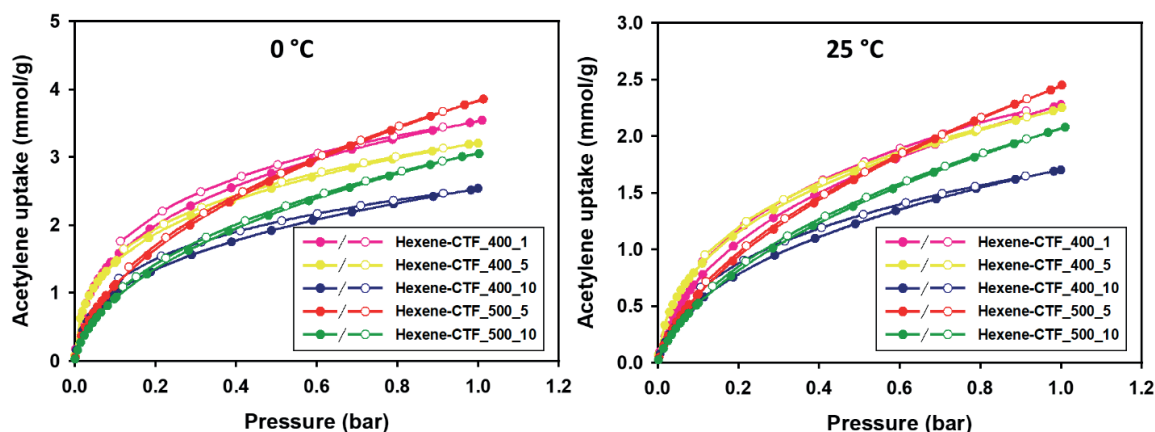 0 °C
Acetylene uptake (mmol/g)
5
4
3
2
1
0
Hexene-CTF_400_1
Hexene-CTF_400_5
Hexene-CTF_400_10
Hexene-CTF_500_5
Hexene-CTF_500_10
0.0 0.2 0.4 0.6 0.8 1.0 1.2
Pressure (bar)
25 °C
Acetylene uptake (mmol/g)
3.0
2.5
2.0
1.5
1.0
0.5
0.0
Hexene-CTF_400_1
Hexene-CTF_400_5
Hexene-CTF_400_10
Hexene-CTF_500_5
Hexene-CTF_500_10
0.0 0.2 0.4 0.6 0.8 1.0 1.2
Pressure (bar)